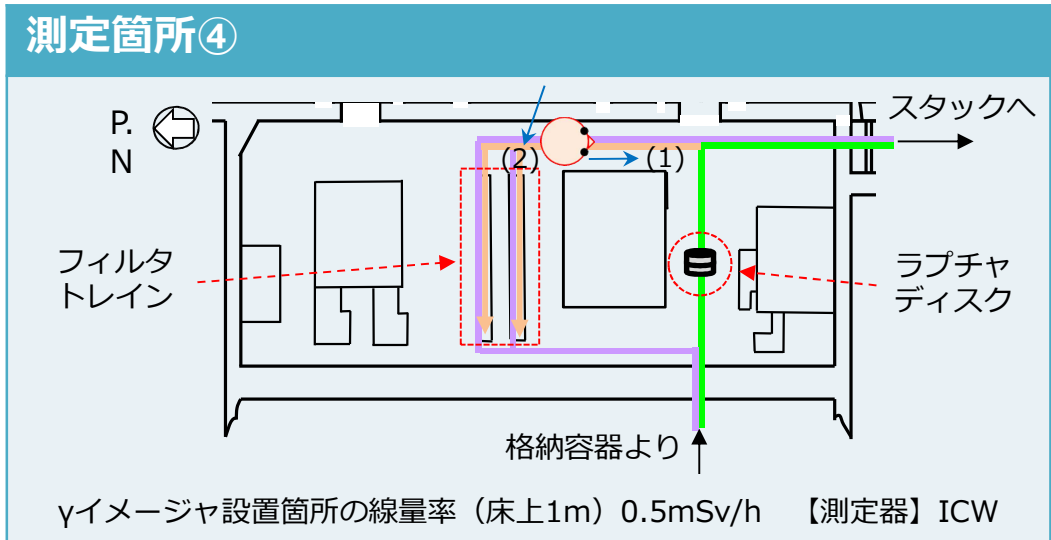 測定箇所④
P.
N
スタックへ
(2)
(1)
フィルタ
トレイン
ラプチャ
ディスク
格納容器より
γイメージャ設置箇所の線量率（床上1m）0.5mSv/h　【測定器】ICW